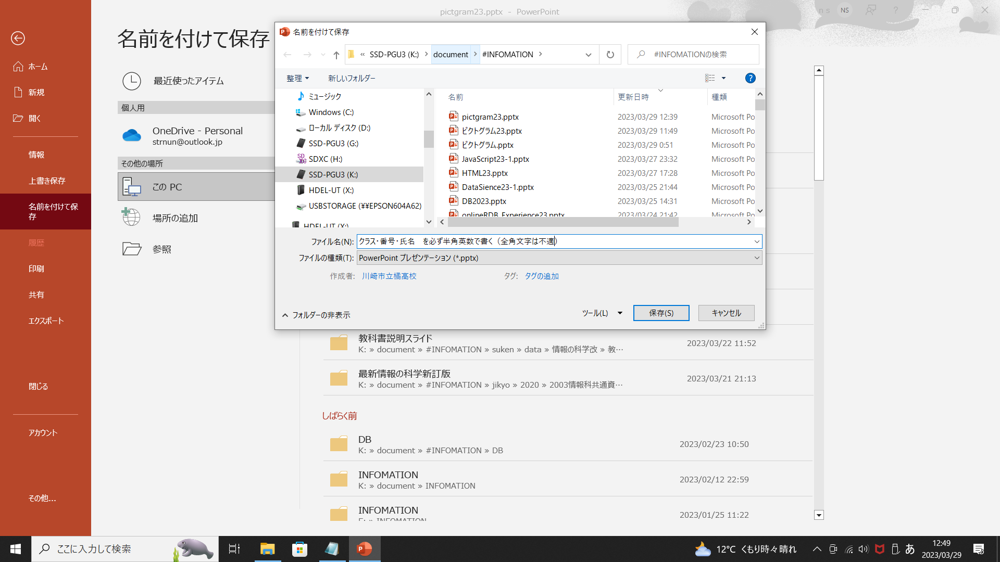 pictgram23.pptx - PowerPoint
n s
NS
?
名前を付けて保存
ホーム
新規
開く
情報
上書き保存
名前を付けて保
存
履歴
印刷
共有
エクスポート
閉じる
アカウント
その他...
最近使ったアイテム
個人用
OneDrive - Personal
strnun@outlook.jp
その他の場所
この PC
場所の追加
参照
名前を付けて保存
« SSD-PGU3 (K:) › document › #INFOMATION ›
#INFOMATIONの検索
整理
新しいフォルダー
?
ミュージック
Windows (C:)
ローカル ディスク (D:)
SSD-PGU3 (G:)
SDXC (H:)
SSD-PGU3 (K:)
HDEL-UT (X:)
USBSTORAGE (¥¥EPSON604A62)
HDEL-UT (X:)
名前 更新日時 種類
pictgram23.pptx 2023/03/29 12:39 Microsoft Po
ピクトグラム23.pptx 2023/03/29 11:49 Microsoft Po
ピクトグラム.pptx 2023/03/29 0:51 Microsoft Po
JavaScript23-1.pptx 2023/03/27 23:32 Microsoft Po
HTML23.pptx 2023/03/27 17:28 Microsoft Po
DataSience23-1.pptx 2023/03/25 21:44 Microsoft Po
DB2023.pptx 2023/03/25 14:31 Microsoft Po
onlineRDB_Experience23.pptx 2023/03/24 21:42 Microsoft Po
ファイル名(N): クラス・番号・氏名　を必ず半角英数で書く（全角文字は不適）
ファイルの種類(T): PowerPoint プレゼンテーション (*.pptx)
作成者: 川崎市立橘高校 タグ: タグの追加
フォルダーの非表示
ツール(L)
保存(S)
キャンセル
教科書説明スライド
K: » document » #INFOMATION » suken » data » 情報の科学改 » 教…
2023/03/22 11:52
最新情報の科学新訂版
K: » document » #INFOMATION » jikyo » 2020 » 2003情報科共通資…
2023/03/21 21:13
しばらく前
DB
K: » document » #INFOMATION » DB
2023/02/23 10:50
INFOMATION
K: » document » INFOMATION
2023/02/12 22:59
INFOMATION
2023/01/25 11:22
ここに入力して検索
12°C くもり時々晴れ
あ
12:49
2023/03/29